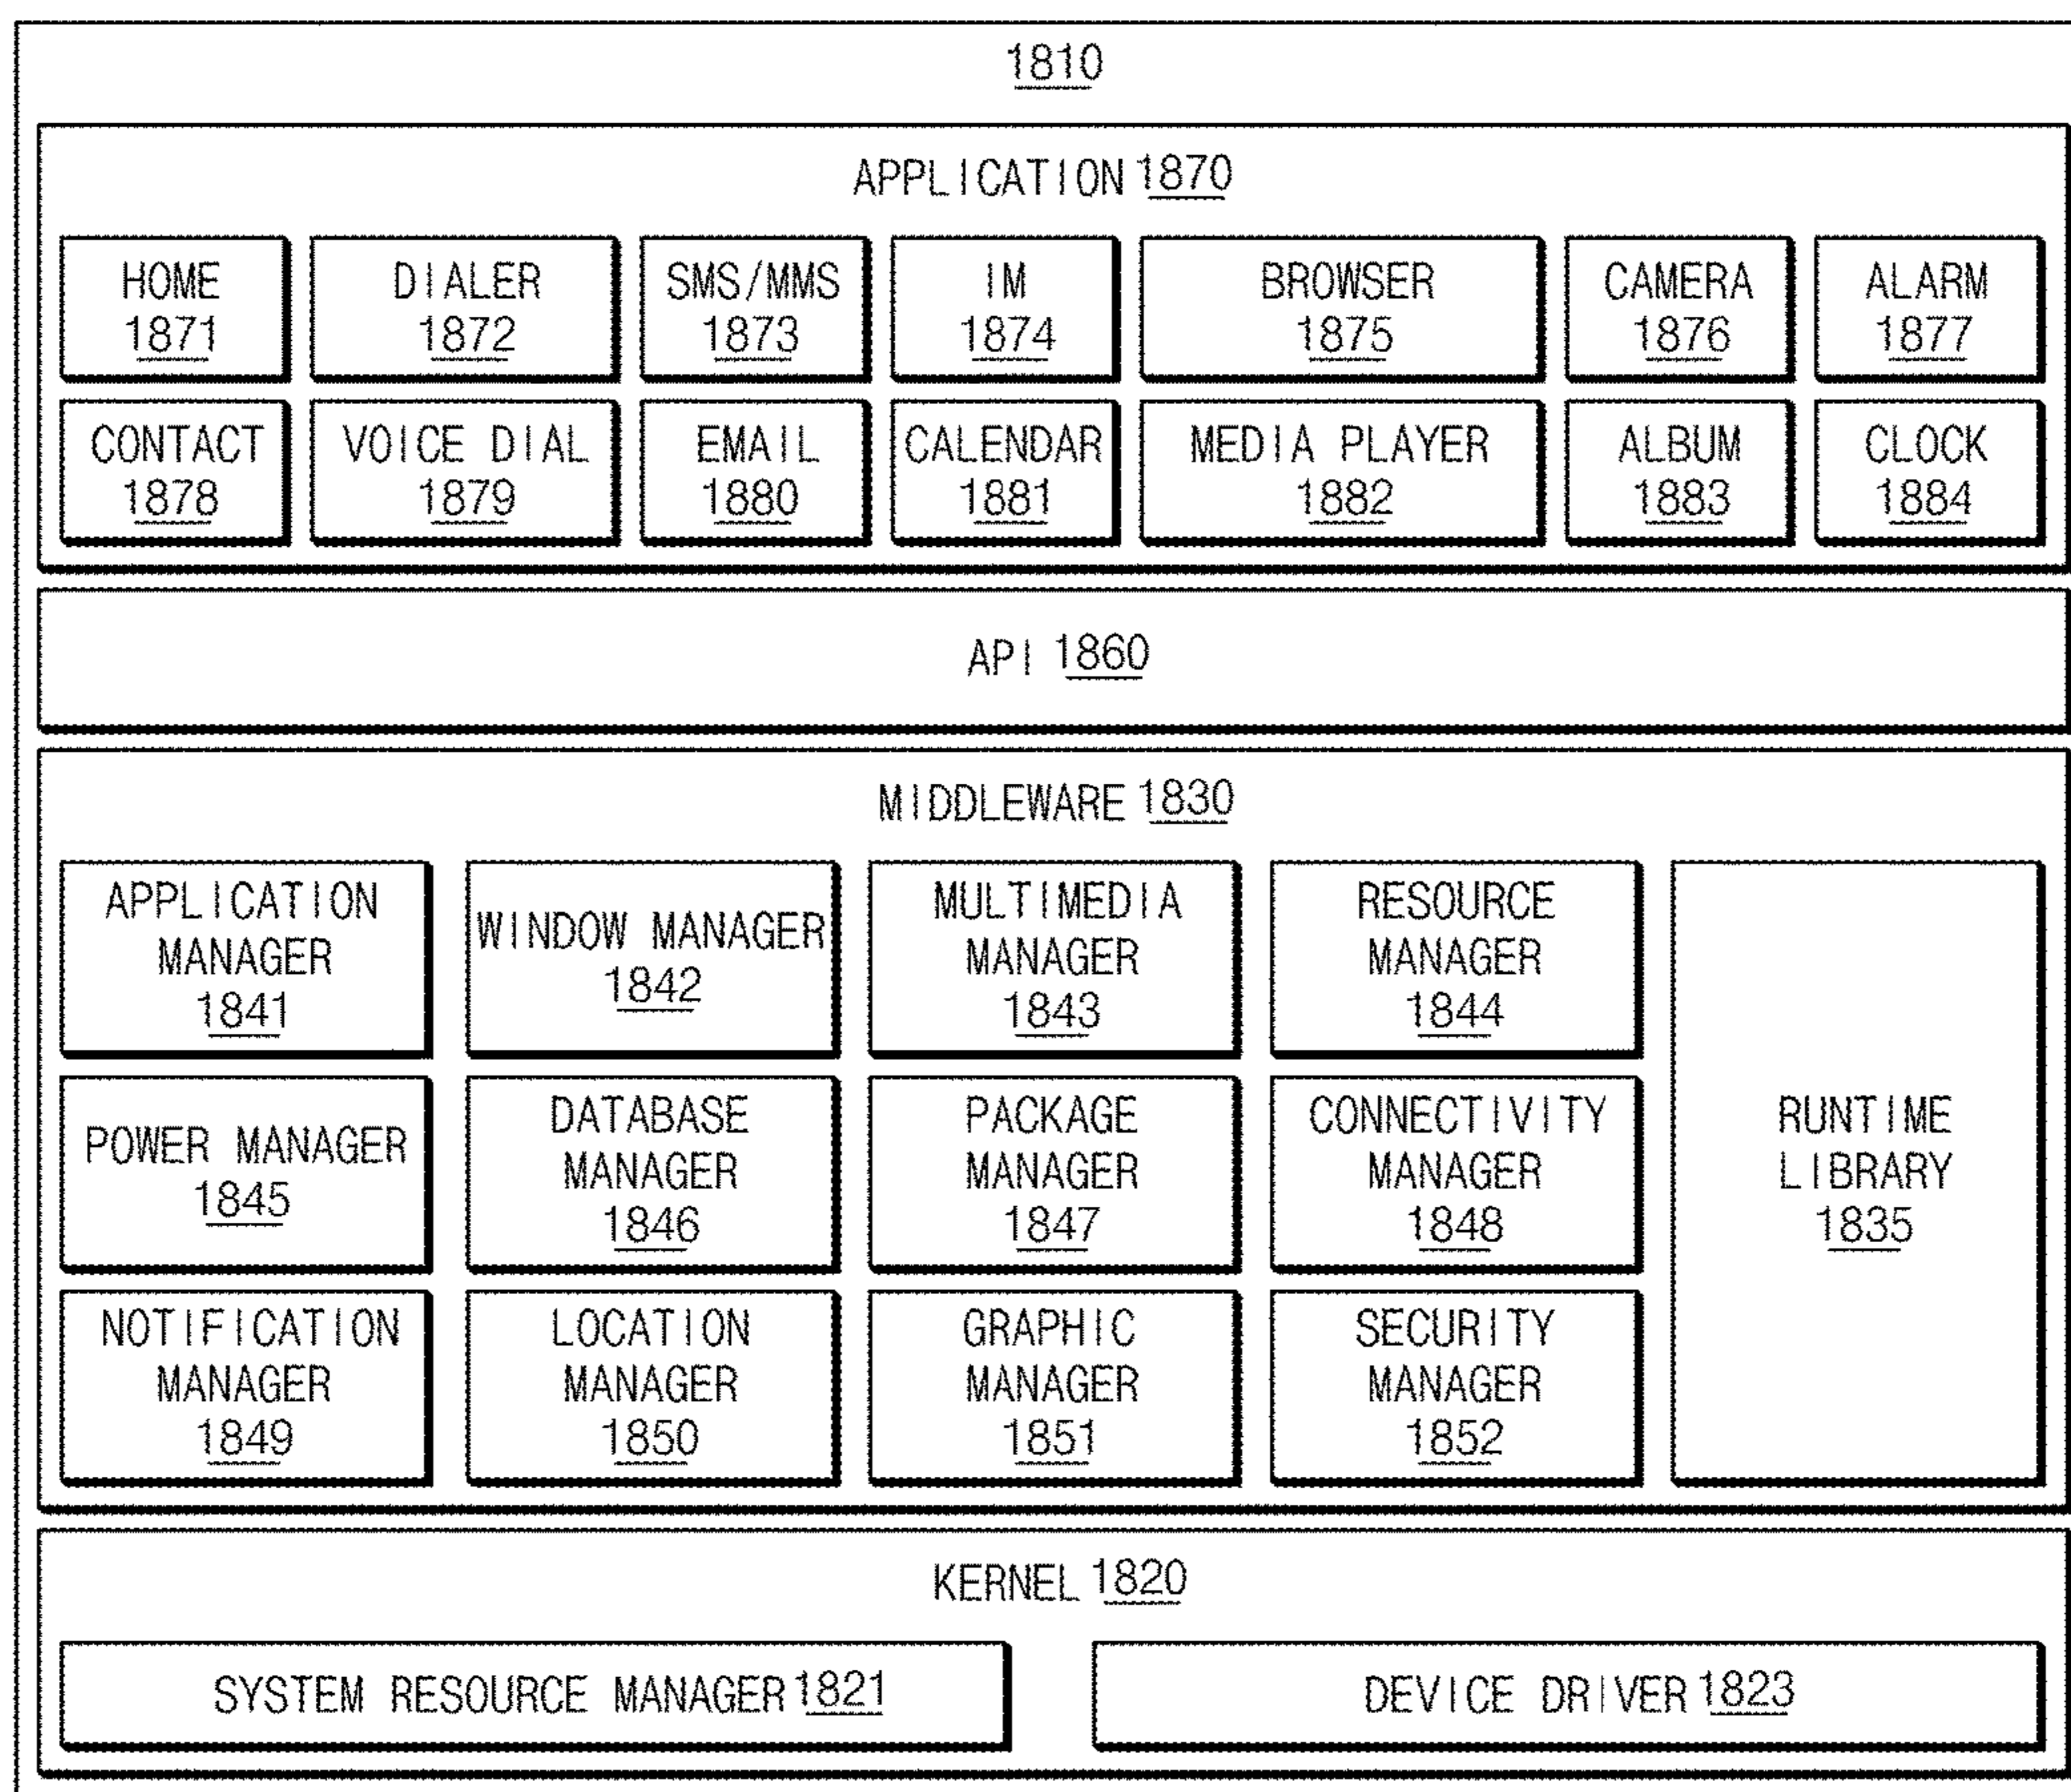 1810
APPLICATION 1870
HOME DIALER SMS/MMS IM BROWSER CAMERA ALARM
1871 1872 1873 1874 1875 1876 1877
CONTACT VOICE DIAL EMAIL CALENDAR MEDIA PLAYER ALBUM CLOCK
1878 1879 1880 1881 1882 1883 1884
API 1860
MIDDLEWARE 1830
APPLICATION
MANAGER
1841
WINDOW MANAGER
1842
MULTIMEDIA
MANAGER
1843
RESOURCE
MANAGER
1844
POWER MANAGER
1845
DATABASE
MANAGER
1846
PACKAGE
MANAGER
1847
CONNECTIVITY
MANAGER
1848
RUNTIME
LIBRARY
1835
NOTIFICATION
MANAGER
1849
LOCATION
MANAGER
1850
GRAPHIC
MANAGER
1851
SECURITY
MANAGER
1852
KERNEL 1820
SYSTEM RESOURCE MANAGER 1821
DEVICE DRIVER 1823